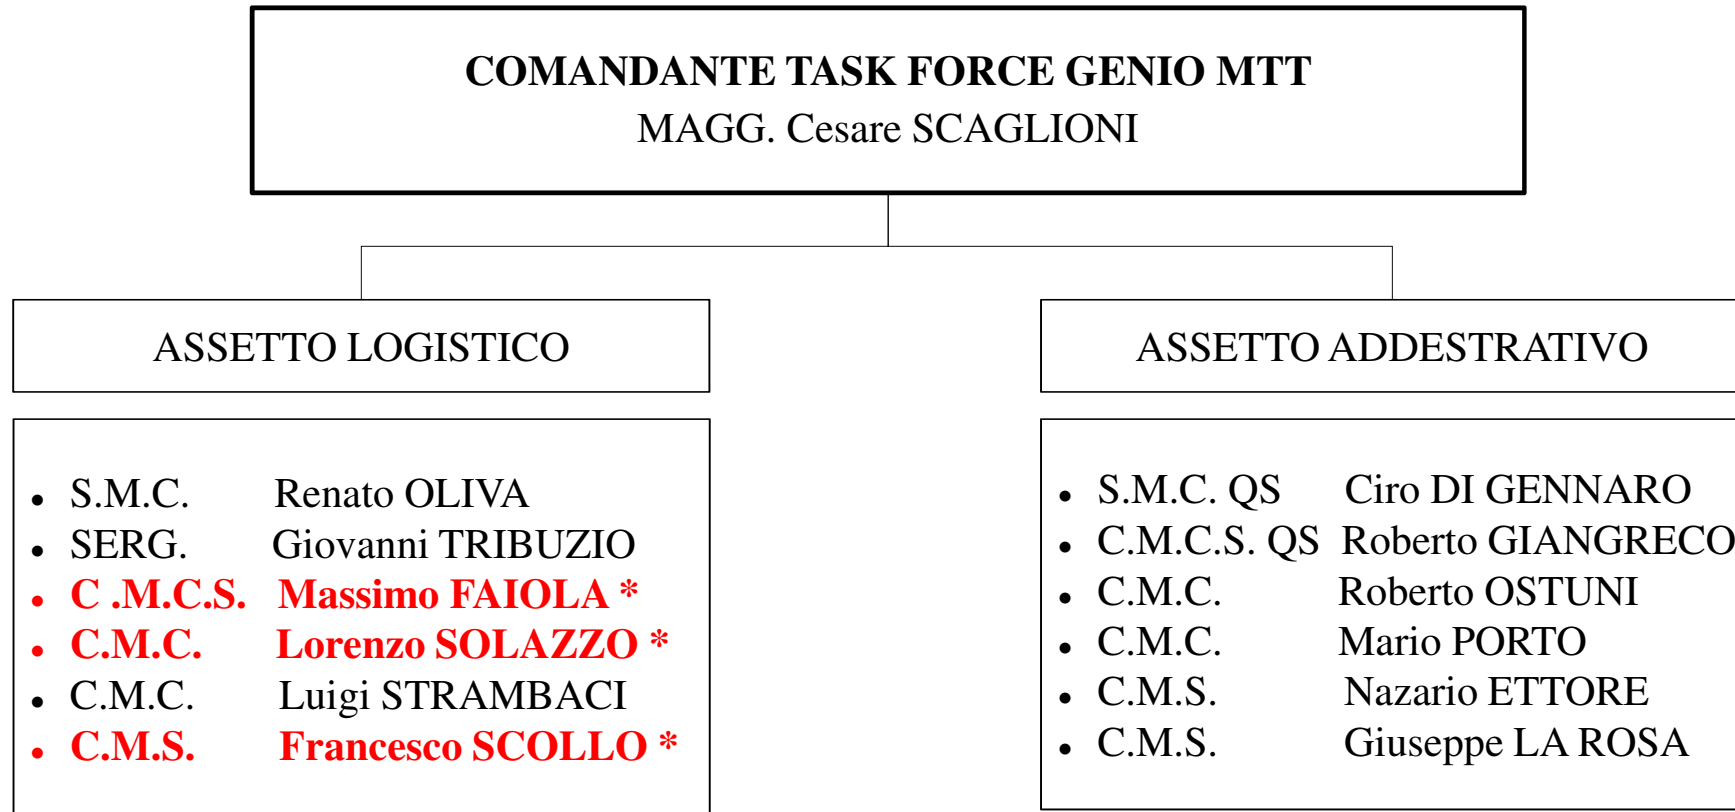 COMANDANTE TASK FORCE GENIO MTT
MAGG. Cesare SCAGLIONI
ASSETTO LOGISTICO
• S.M.C. Renato OLIVA
• SERG. Giovanni TRIBUZIO
• C .M.C.S. Massimo FAIOLA *
• C.M.C. Lorenzo SOLAZZO *
• C.M.C. Luigi STRAMBACI
• C.M.S. Francesco SCOLLO *
ASSETTO ADDESTRATIVO
• S.M.C. QS Ciro DI GENNARO
• C.M.C.S. QS Roberto GIANGRECO
• C.M.C. Roberto OSTUNI
• C.M.C. Mario PORTO
• C.M.S. Nazario ETTORE
• C.M.S. Giuseppe LA ROSA